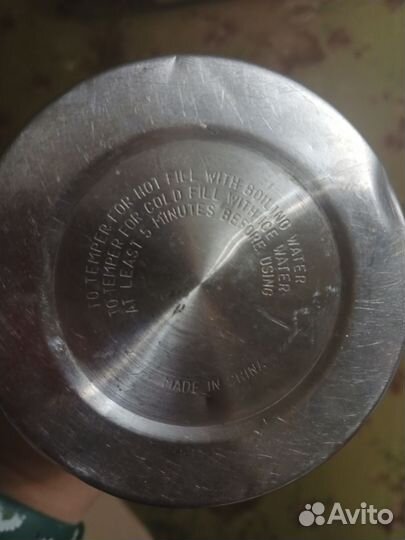 TO TEMPER FOR HOT FILL WITH BOILING WATER
TO TEMPER FOR COLD FILL WITH ICE WATER
AT LEAST 5 MINUTES BEFORE USING
MADE IN CHINA
Avito